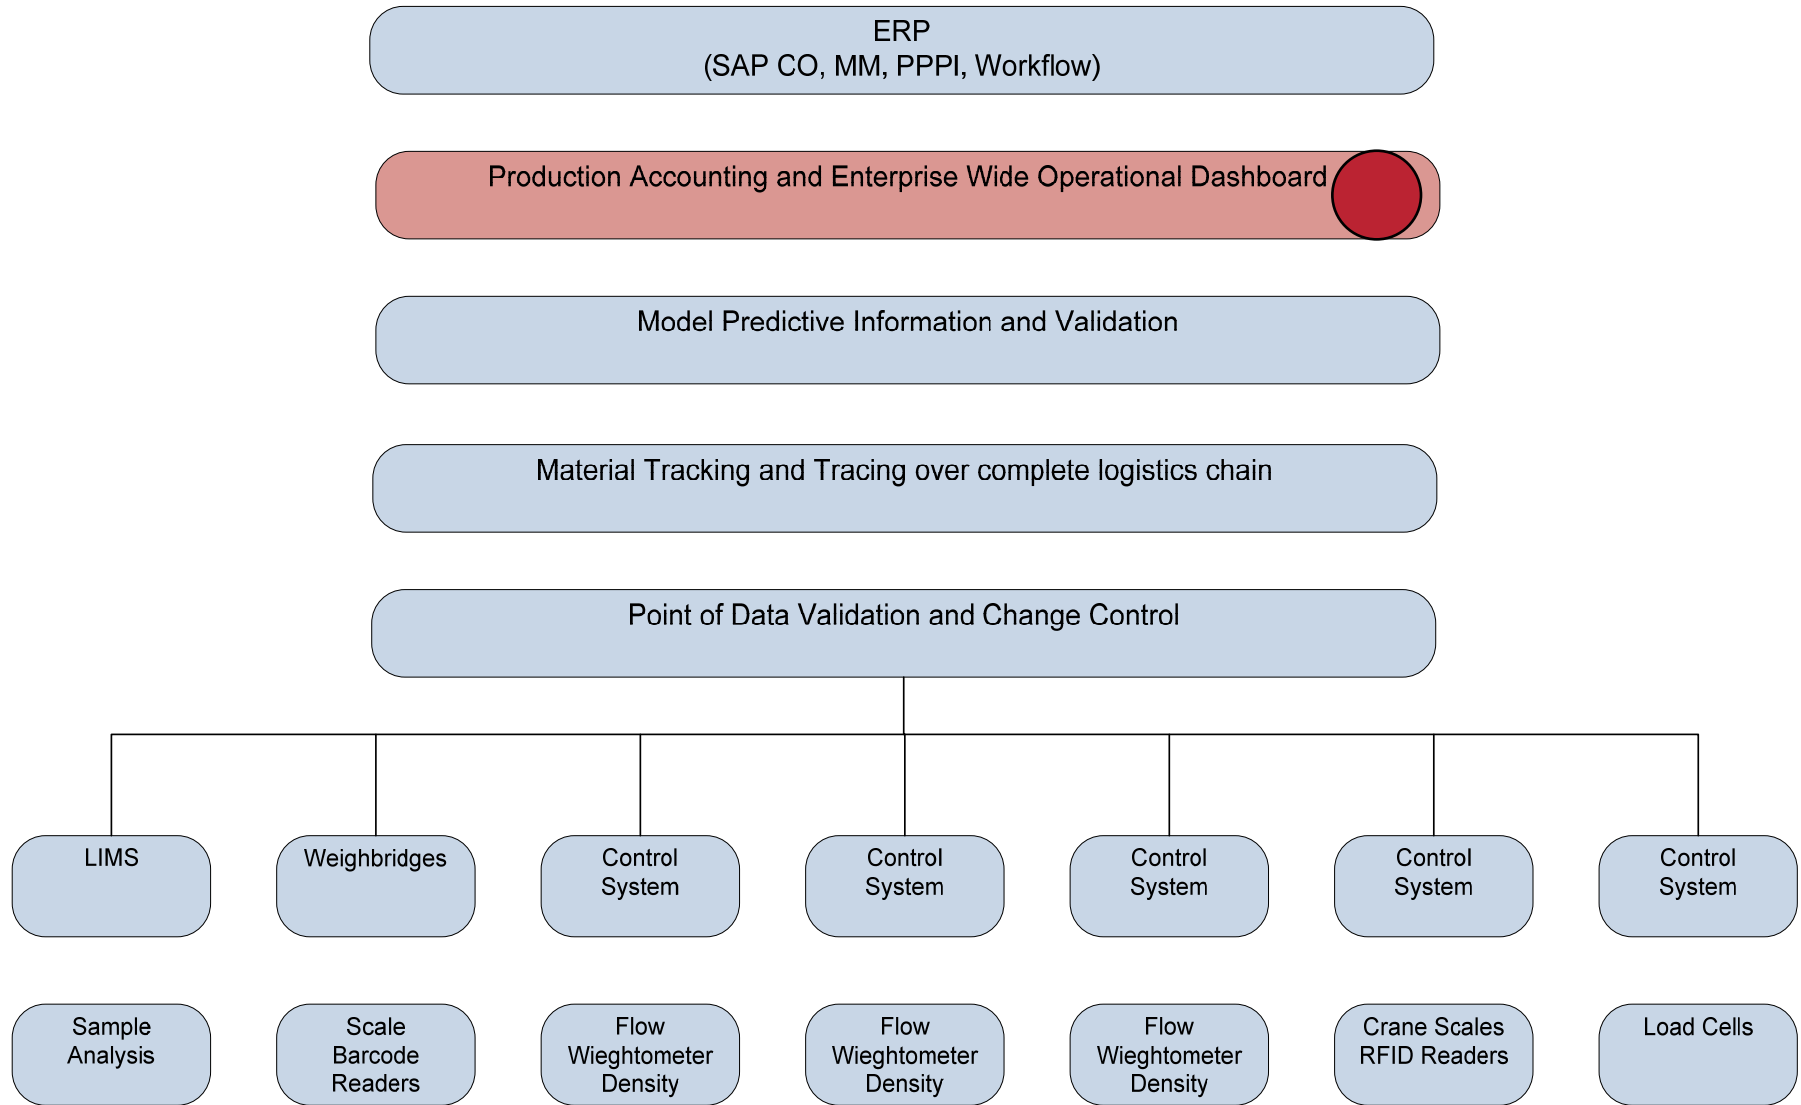 ERP
(SAP CO, MM, PPPI, Workflow)
Production Accounting and Enterprise Wide Operational Dashboard
Model Predictive Information and Validation
Material Tracking and Tracing over complete logistics chain
Point of Data Validation and Change Control
LIMS
Weighbridges
Control
System
Control
System
Control
System
Control
System
Control
System
Sample
Analysis
Scale
Barcode
Readers
Flow
Wieghtometer
Density
Flow
Wieghtometer
Density
Flow
Wieghtometer
Density
Crane Scales
RFID Readers
Load Cells